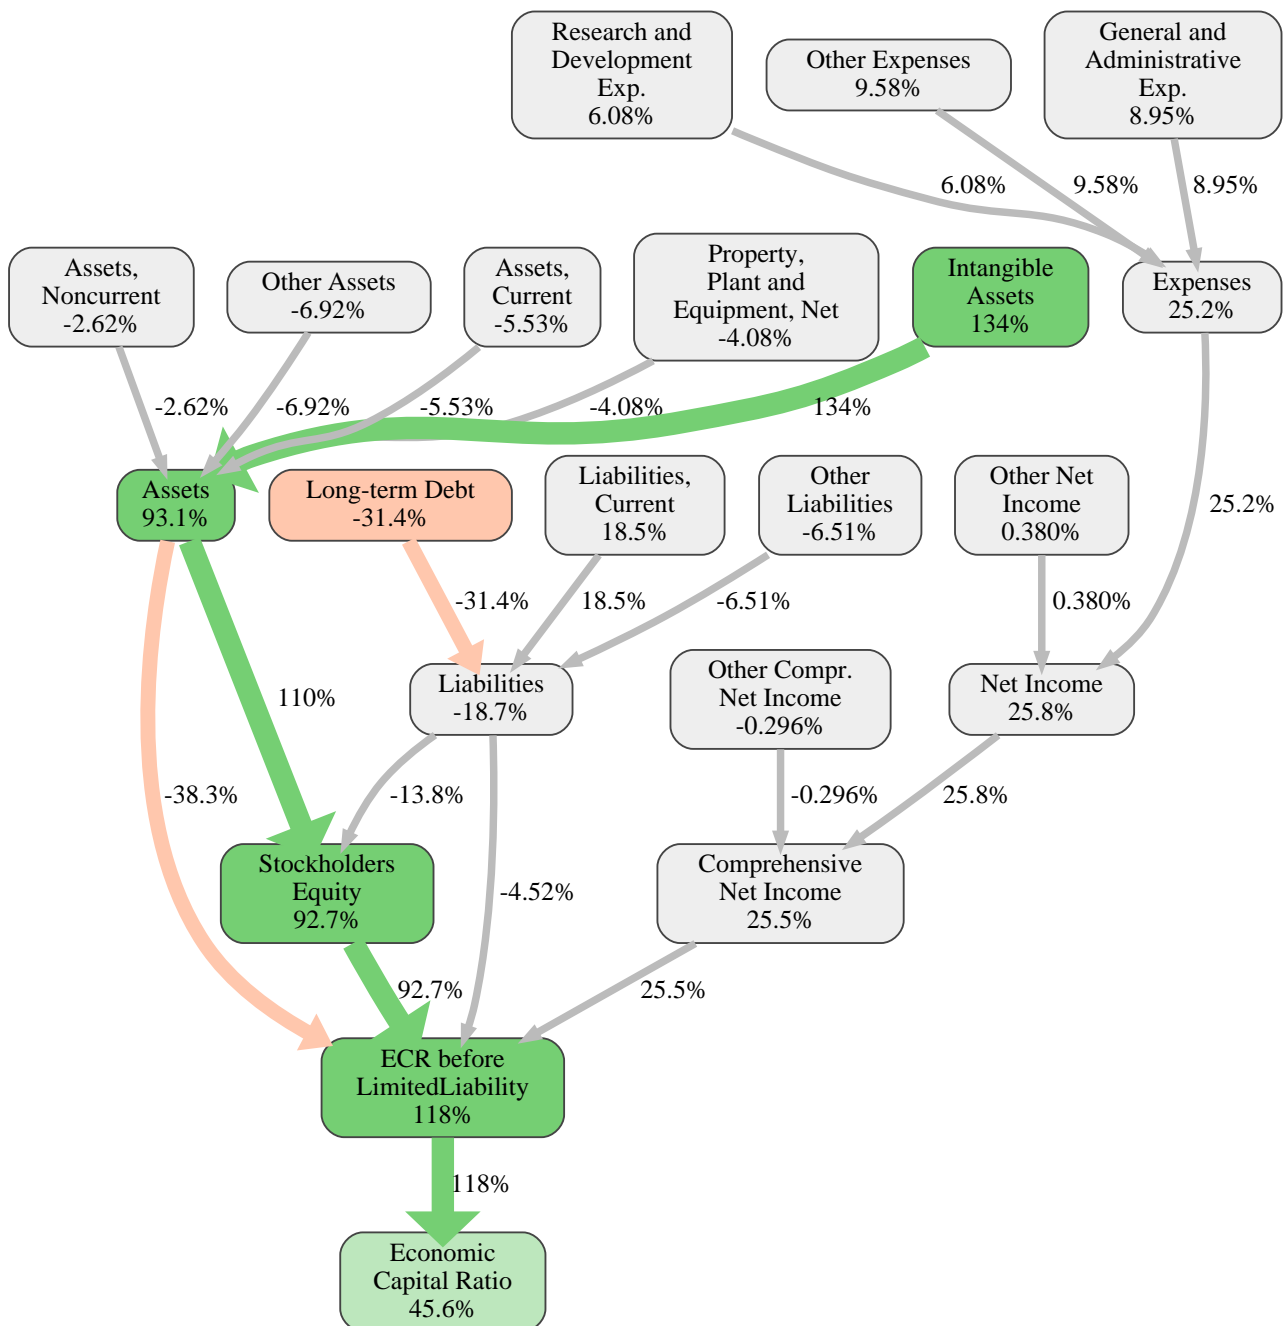 Research and
Development
Exp.
6.08%
Other Expenses
9.58%
General and
Administrative
Exp.
8.95%
6.08%
9.58%
8.95%
Assets,
Noncurrent
-2.62%
Other Assets
-6.92%
Assets,
Current
-5.53%
Property,
Plant and
Equipment, Net
-4.08%
Intangible
Assets
134%
Expenses
25.2%
-2.62%
-6.92%
-5.53%
-4.08%
134%
Assets
93.1%
Long-term Debt
-31.4%
Liabilities,
Current
18.5%
Other
Liabilities
-6.51%
Other Net
Income
0.380%
25.2%
-31.4%
18.5%
-6.51%
0.380%
110%
Liabilities
-18.7%
Other Compr.
Net Income
-0.296%
Net Income
25.8%
-38.3%
-13.8%
-0.296%
25.8%
Stockholders
Equity
92.7%
-4.52%
Comprehensive
Net Income
25.5%
92.7%
25.5%
ECR before
LimitedLiability
118%
118%
Economic
Capital Ratio
45.6%